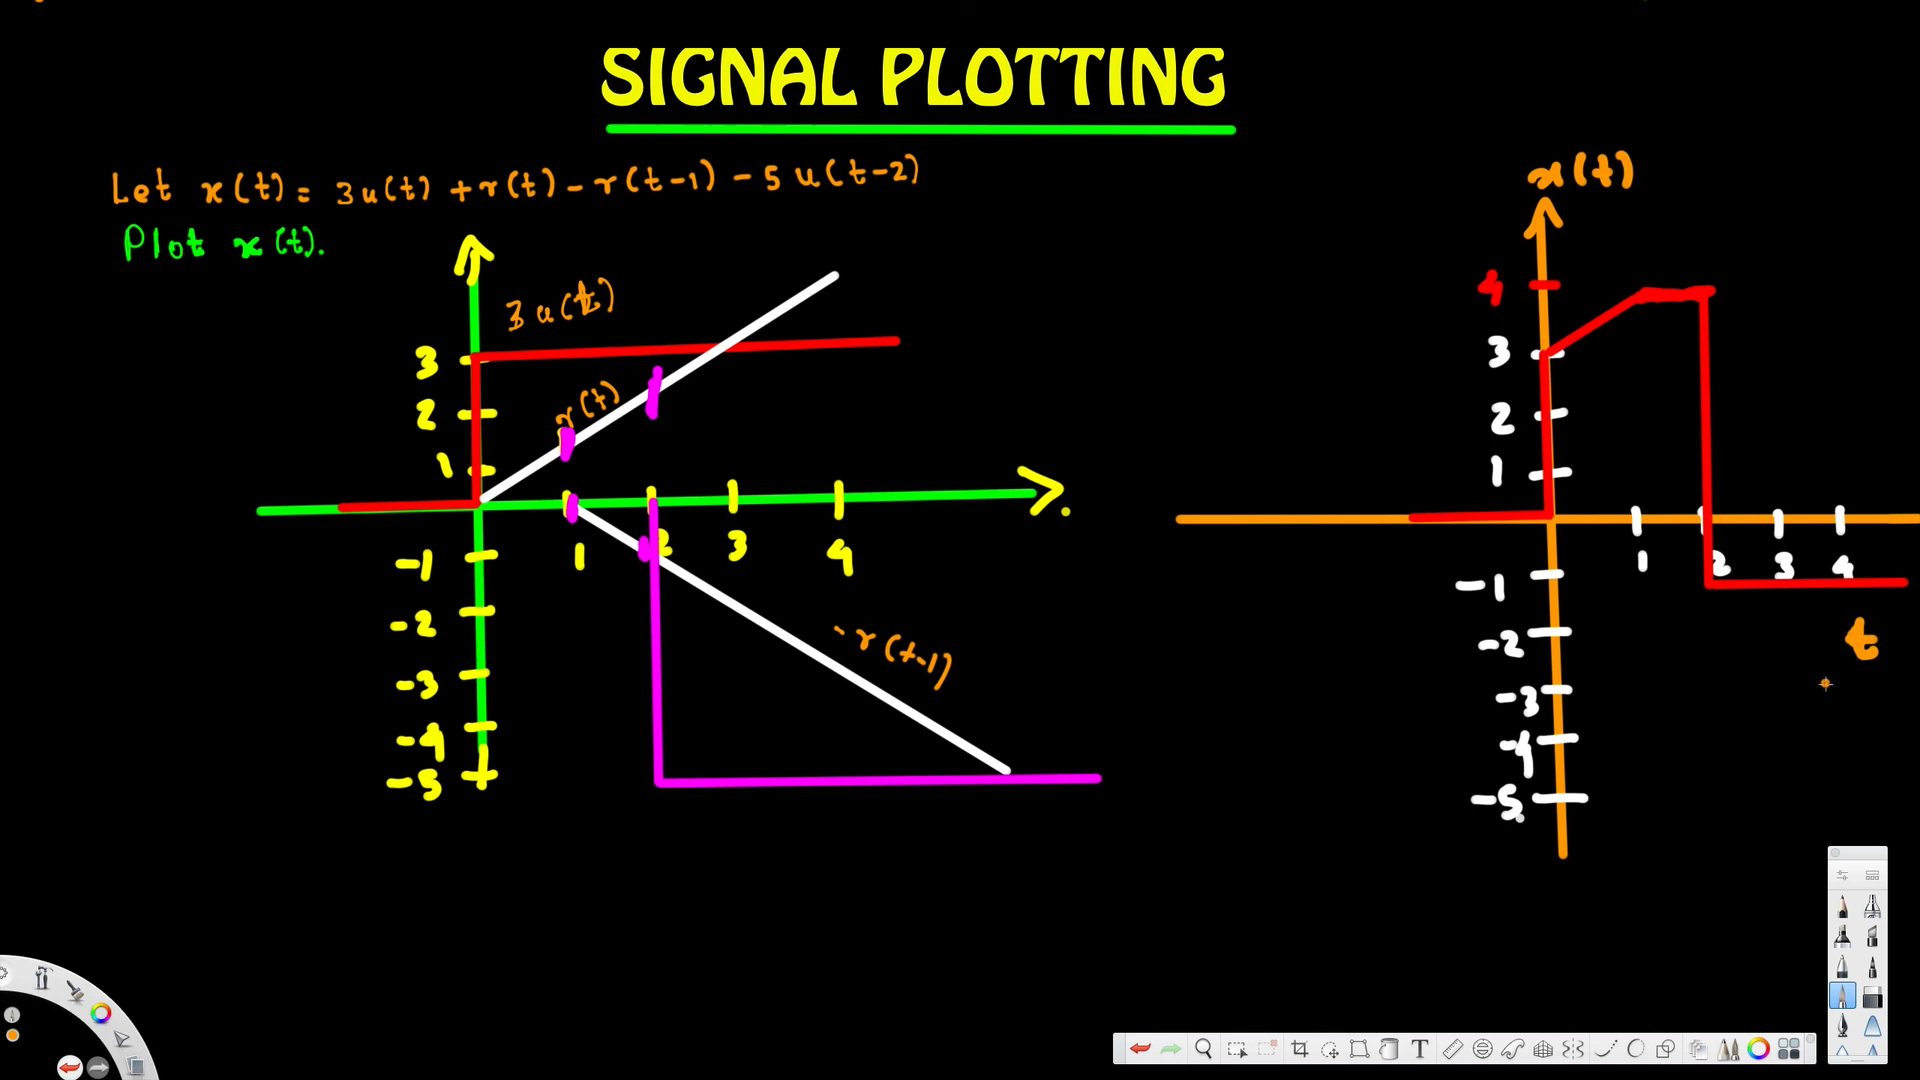 SIGNAL PLOTTING
Let x(t) = 3u(t) + r(t) - r(t-1) - 5u(t-2)
Plot x(t).
3u(t)
r(t)
3
2
1
1 2 3 4
-1
-2
-3
-4
-5
-r(t-1)
x(t)
4
3
2
1
1 2 3 4
-1
-2
-3
-4
-5
t